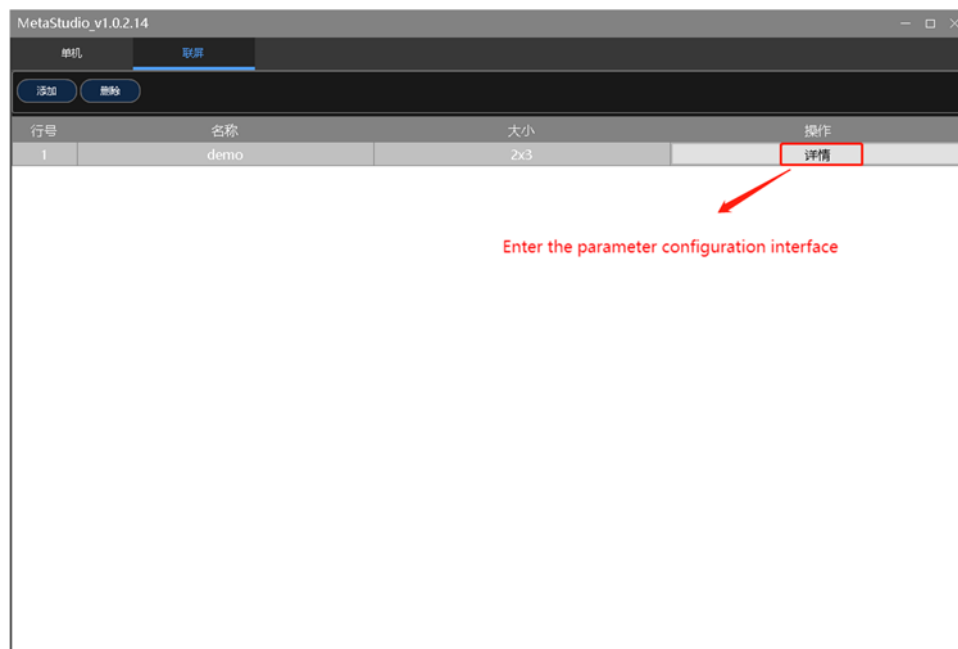 MetaStudio_v1.0.2.14
单机 联屏
添加 删除
行号 名称 大小 操作
1 demo 2x3 详情
Enter the parameter configuration interface